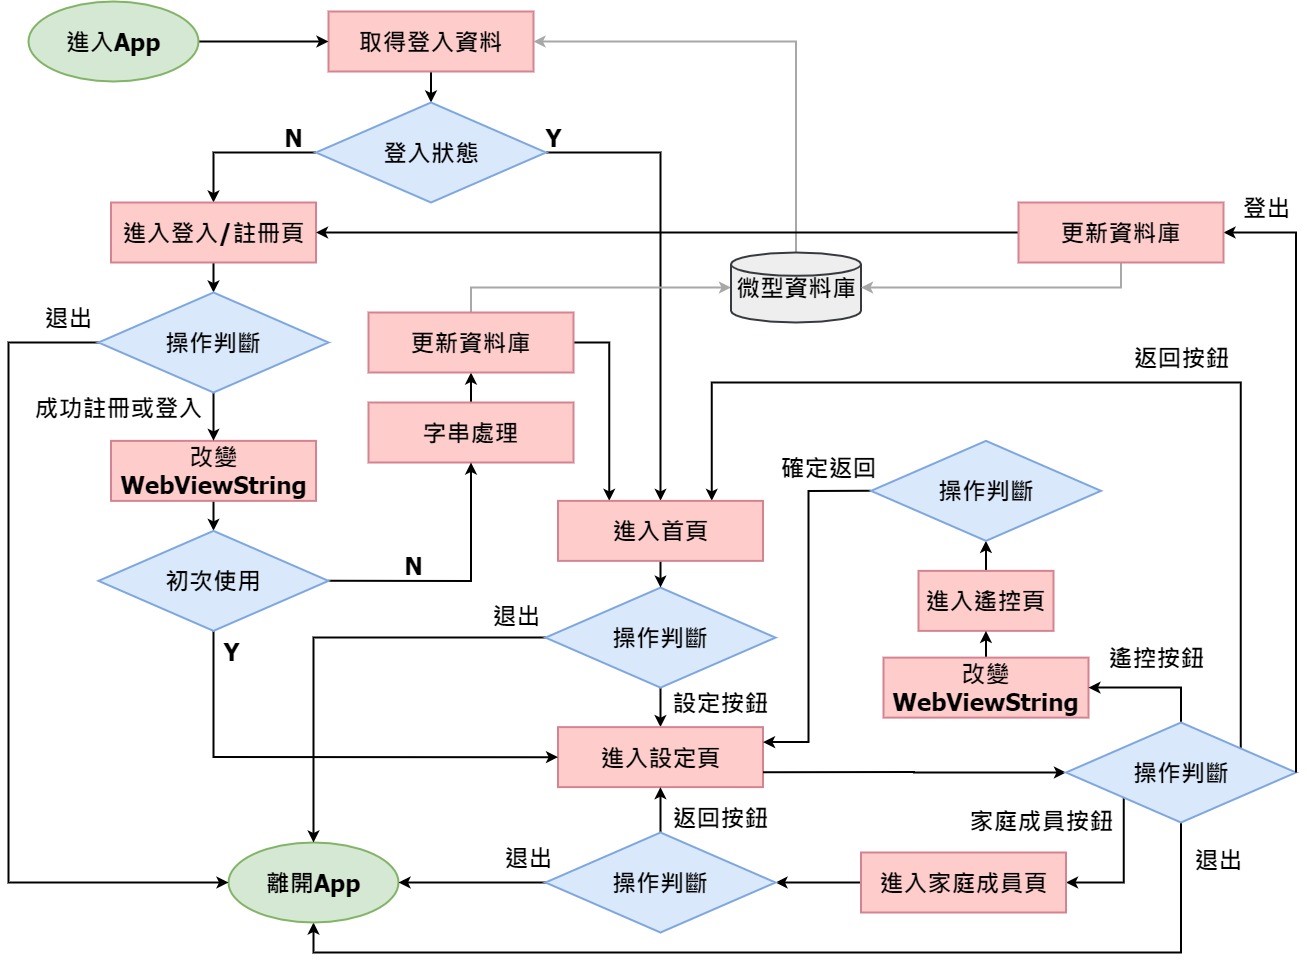 進入App
取得登入資料
N
Y
登入狀態
登出
進入登入/註冊頁
更新資料庫
微型資料庫
退出
操作判斷
更新資料庫
返回按鈕
成功註冊或登入
字串處理
改變
WebViewString
確定返回
操作判斷
進入首頁
初次使用
N
進入遙控頁
退出
操作判斷
Y
遙控按鈕
改變
WebViewString
設定按鈕
進入設定頁
操作判斷
返回按鈕
家庭成員按鈕
退出
退出
離開App
操作判斷
進入家庭成員頁